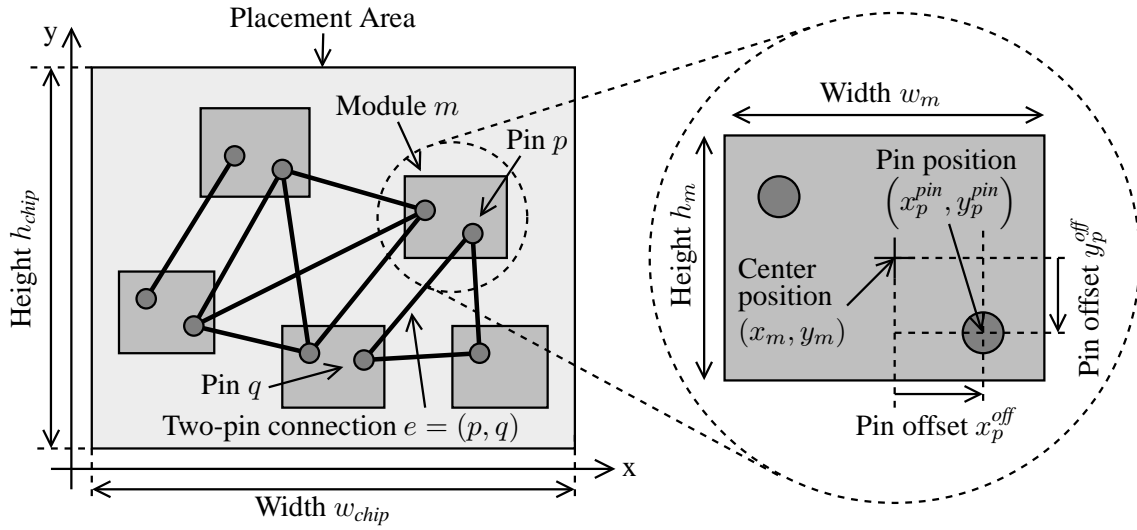 Placement Area
y
Height h_chip
Module m
Pin p
Pin q
Two-pin connection e = (p, q)
x
Width w_chip
Width w_m
Height h_m
Pin position
(x_p^pin, y_p^pin)
Center
position
(x_m, y_m)
Pin offset y_p^off
Pin offset x_p^off